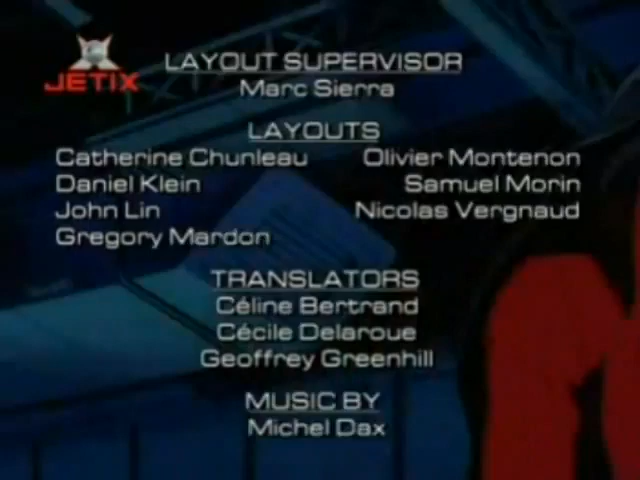 JETIX
LAYOUT SUPERVISOR
Marc Sierra
LAYOUTS
Catherine Chunleau Olivier Montenon
Daniel Klein Samuel Morin
John Lin Nicolas Vergnaud
Gregory Mardon
TRANSLATORS
Céline Bertrand
Cécile Delaroue
Geoffrey Greenhill
MUSIC BY
Michel Dax